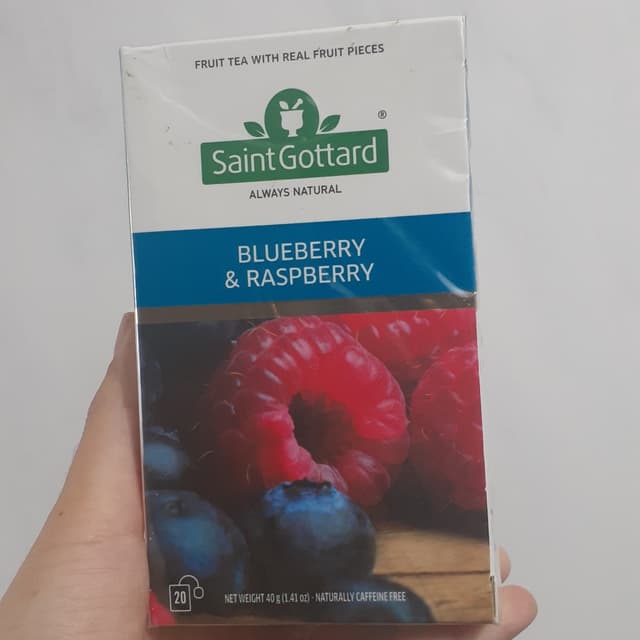 FRUIT TEA WITH REAL FRUIT PIECES
®
SaintGottard
ALWAYS NATURAL
BLUEBERRY
& RASPBERRY
20
NET WEIGHT 40 g (1.41 oz) - NATURALLY CAFFEINE FREE